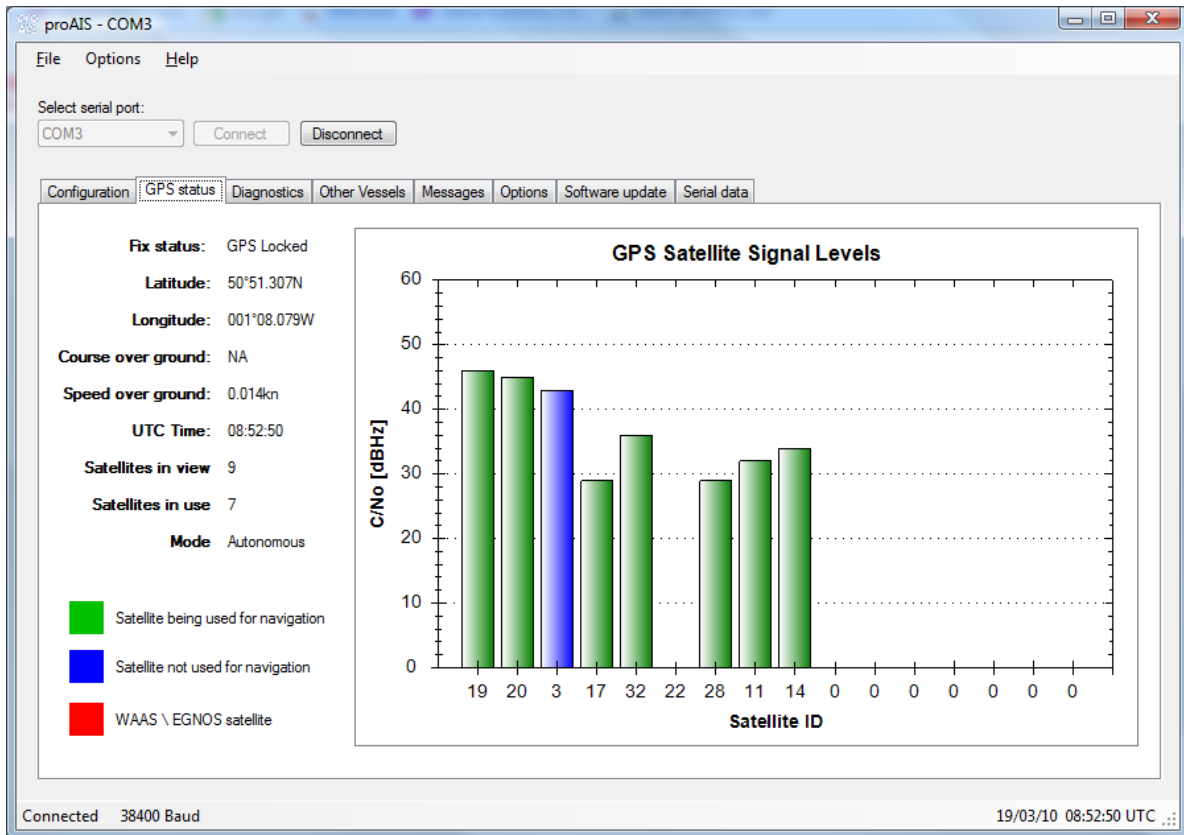 proAIS - COM3
File Options Help
Select serial port:
COM3 Connect Disconnect
Configuration GPS status Diagnostics Other Vessels Messages Options Software update Serial data
Fix status: GPS Locked
Latitude: 50°51.307N
Longitude: 001°08.079W
Course over ground: NA
Speed over ground: 0.014kn
UTC Time: 08:52:50
Satellites in view 9
Satellites in use 7
Mode Autonomous
Satellite being used for navigation
Satellite not used for navigation
WAAS \ EGNOS satellite
GPS Satellite Signal Levels
60
50
40
30
20
10
0
C/No [dBHz]
19 20 3 17 32 22 28 11 14 0 0 0 0 0 0 0
Satellite ID
Connected 38400 Baud 19/03/10 08:52:50 UTC